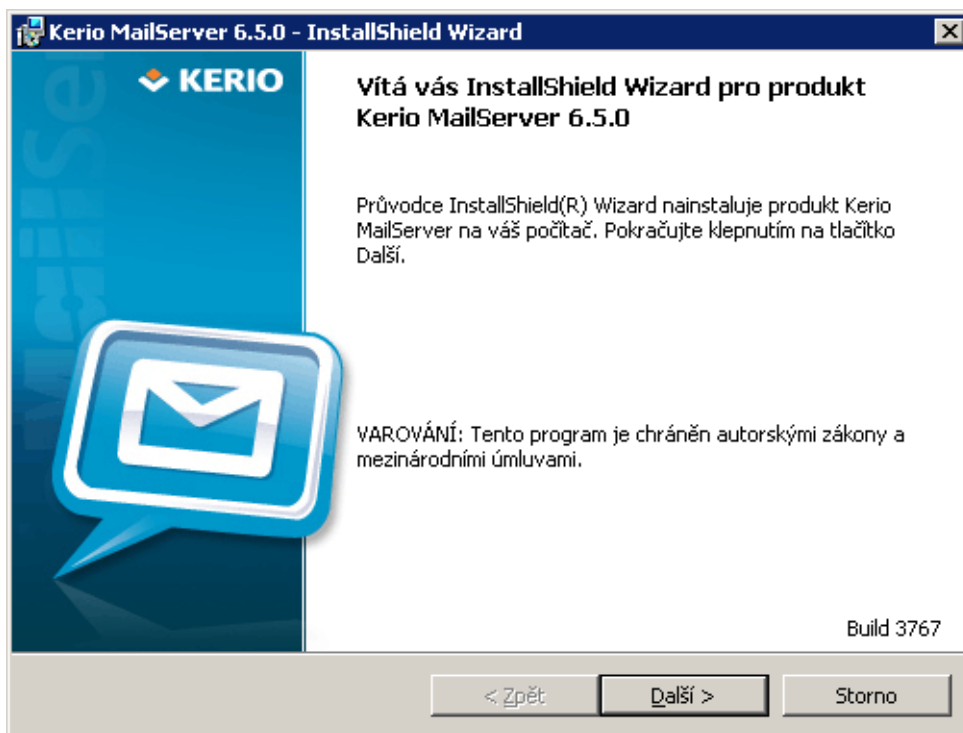 Kerio MailServer 6.5.0 - InstallShield Wizard
KERIO
Vítá vás InstallShield Wizard pro produkt
Kerio MailServer 6.5.0
Průvodce InstallShield(R) Wizard nainstaluje produkt Kerio
MailServer na váš počítač. Pokračujte klepnutím na tlačítko
Další.
VAROVÁNÍ: Tento program je chráněn autorskými zákony a
mezinárodními úmluvami.
Build 3767
< Zpět
Další >
Storno